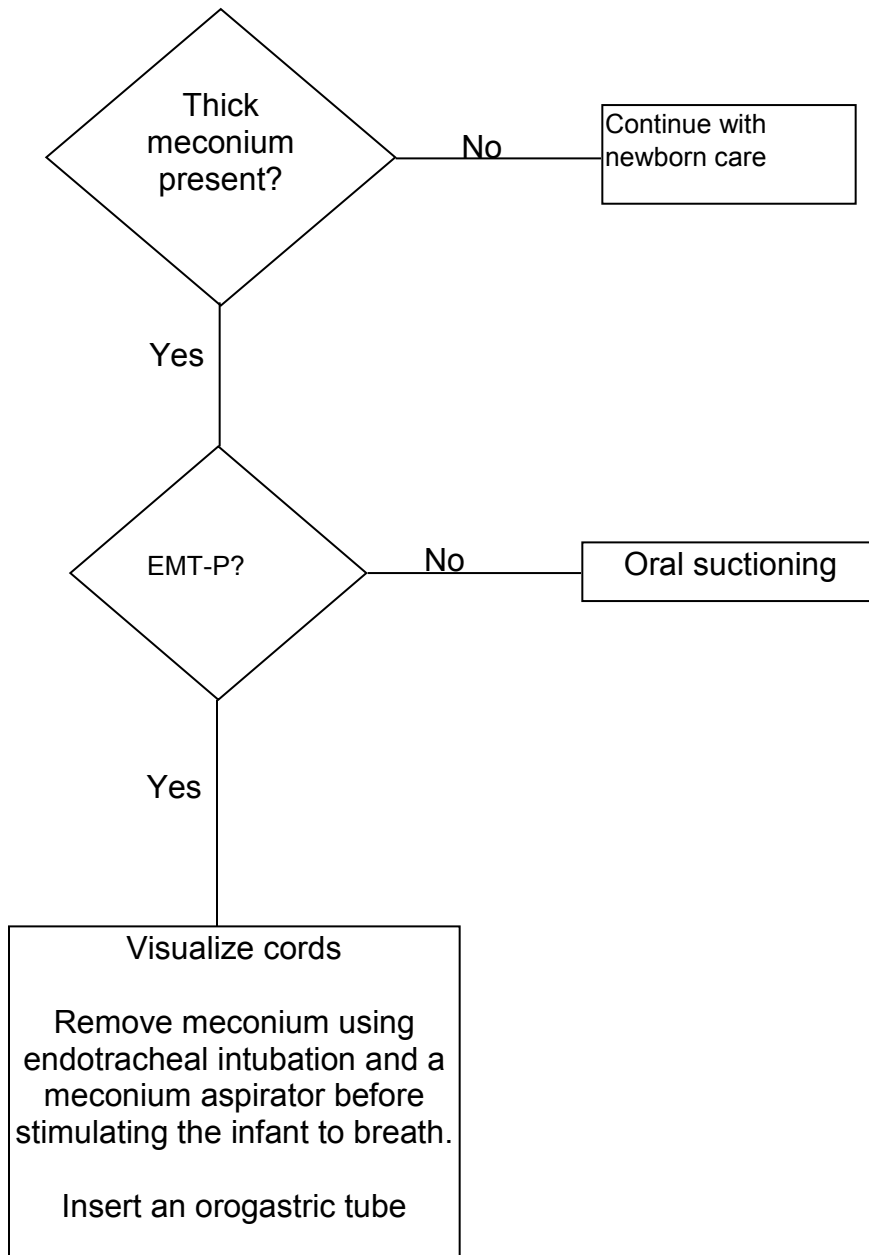 Thick
meconium
present?
No
Continue with
newborn care
Yes
EMT-P?
No
Oral suctioning
Yes
Visualize cords
Remove meconium using
endotracheal intubation and a
meconium aspirator before
stimulating the infant to breath.
Insert an orogastric tube